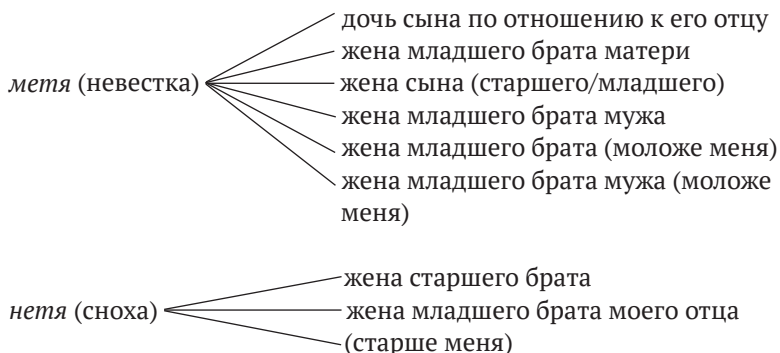 дочь сына по отношению к его отцу
жена младшего брата матери
метя (невестка)
жена сына (старшего/младшего)
жена младшего брата мужа
жена младшего брата (моложе меня)
жена младшего брата мужа (моложе
меня)
жена старшего брата
нетя (сноха)
жена младшего брата моего отца
(старше меня)